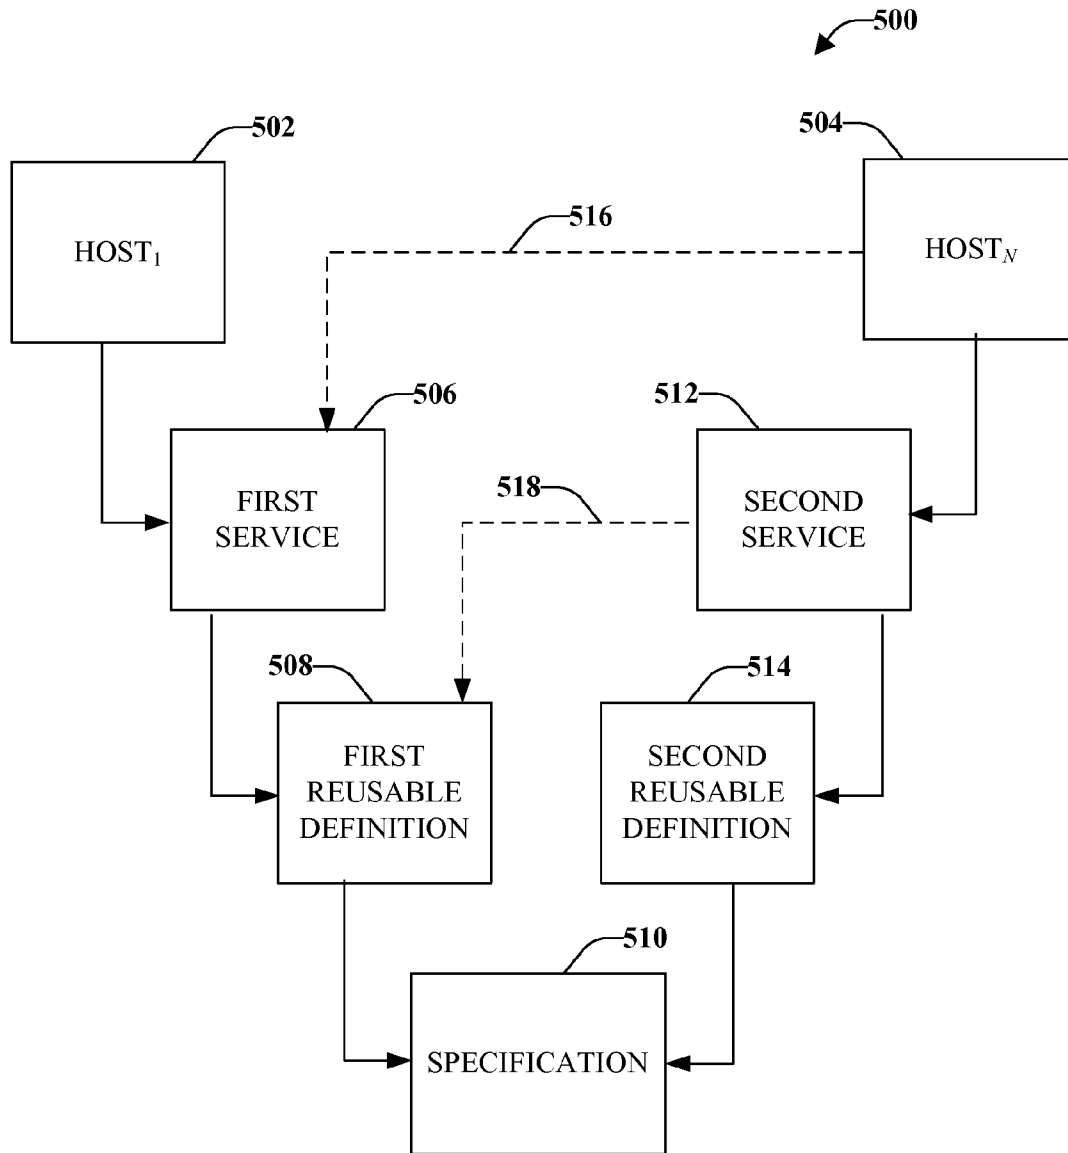 500
502
504
HOST₁
516
HOST_N
506
512
FIRST
SERVICE
518
SECOND
SERVICE
508
514
FIRST
REUSABLE
DEFINITION
SECOND
REUSABLE
DEFINITION
510
SPECIFICATION